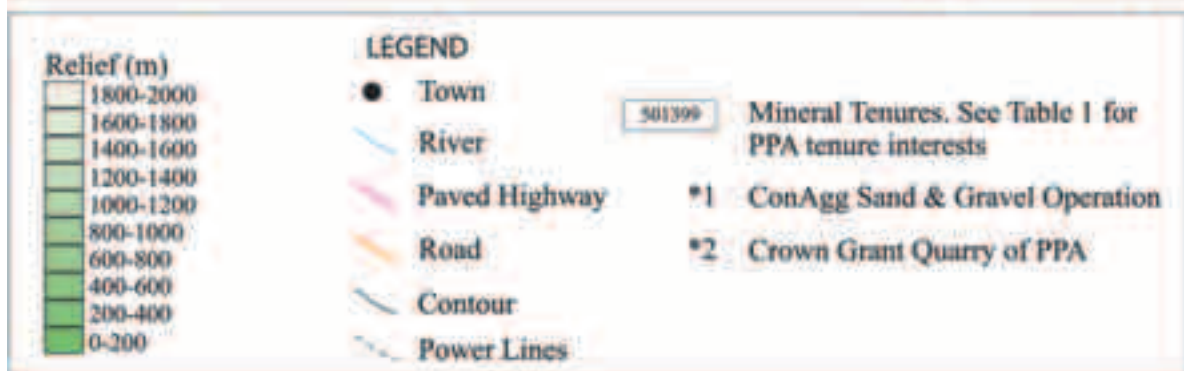 Relief (m)
1800-2000
1600-1800
1400-1600
1200-1400
1000-1200
800-1000
600-800
400-600
200-400
0-200
LEGEND
Town
River
Paved Highway
Road
Contour
Power Lines
501399
Mineral Tenures. See Table 1 for
PPA tenure interests
*1 ConAgg Sand & Gravel Operation
*2 Crown Grant Quarry of PPA